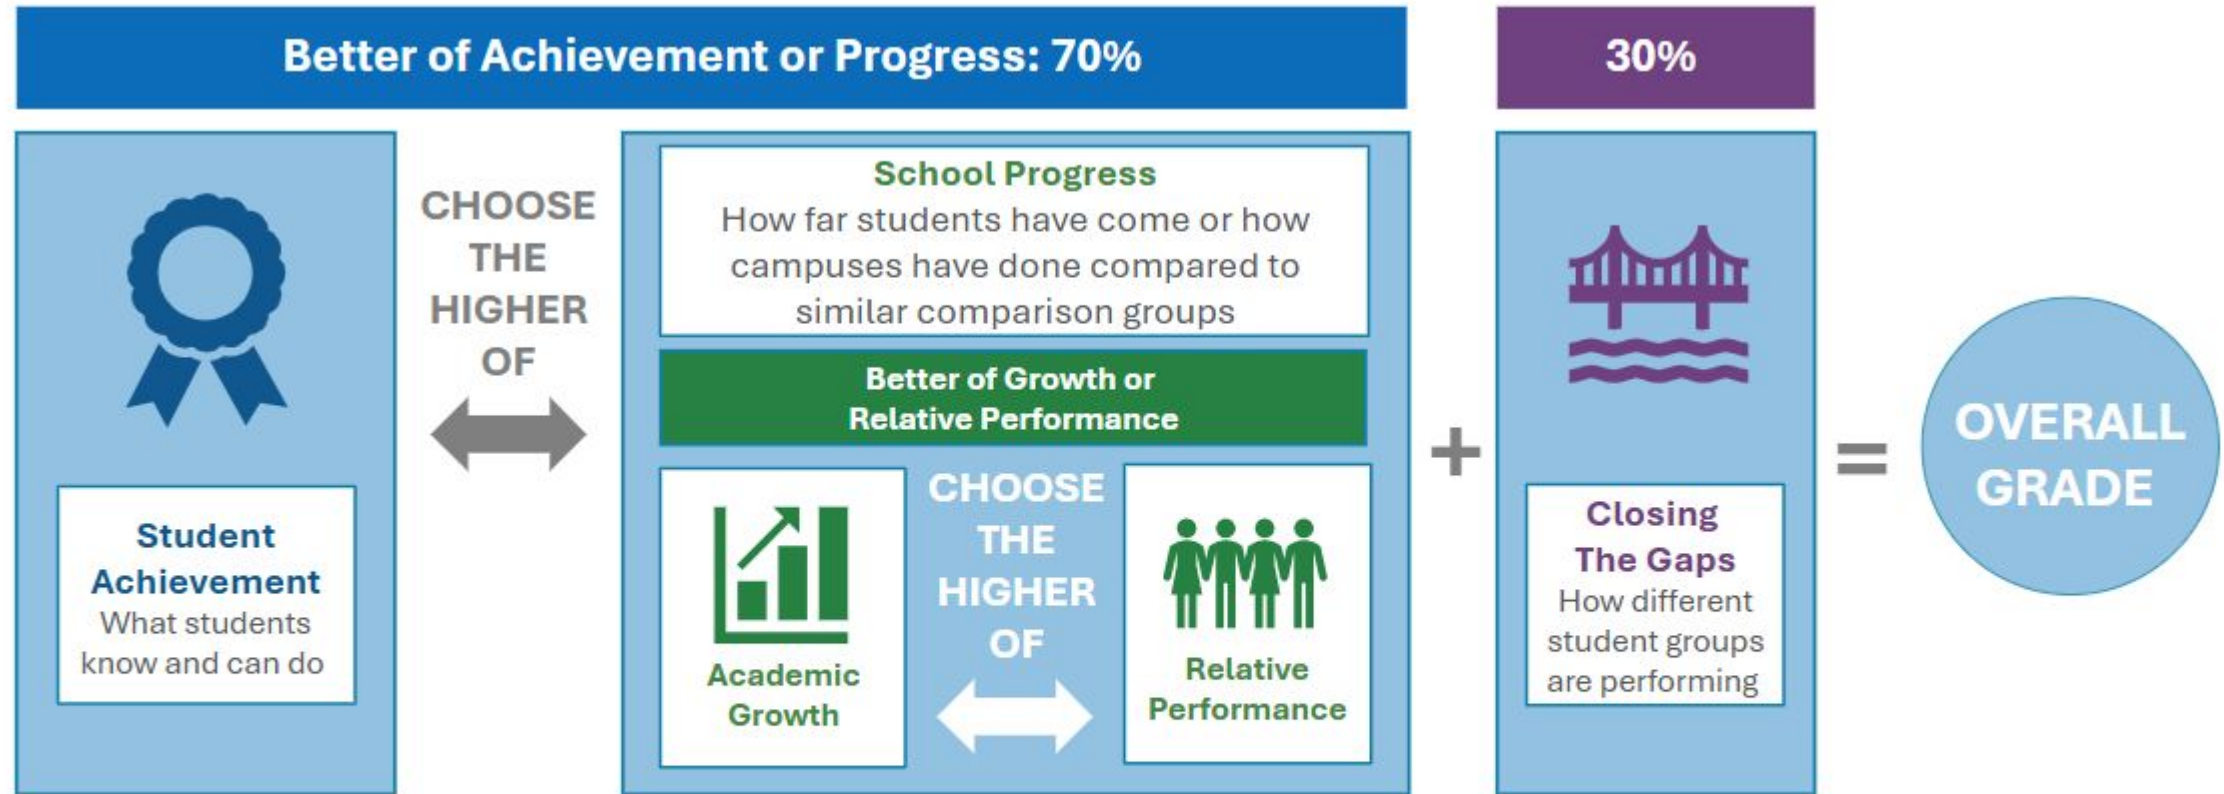 Better of Achievement or Progress: 70%
30%
Student
Achievement
What students
know and can do
CHOOSE
THE
HIGHER
OF
School Progress
How far students have come or how
campuses have done compared to
similar comparison groups
Better of Growth or
Relative Performance
Academic
Growth
CHOOSE
THE
HIGHER
OF
Relative
Performance
+
Closing
The Gaps
How different
student groups
are performing
=
OVERALL
GRADE